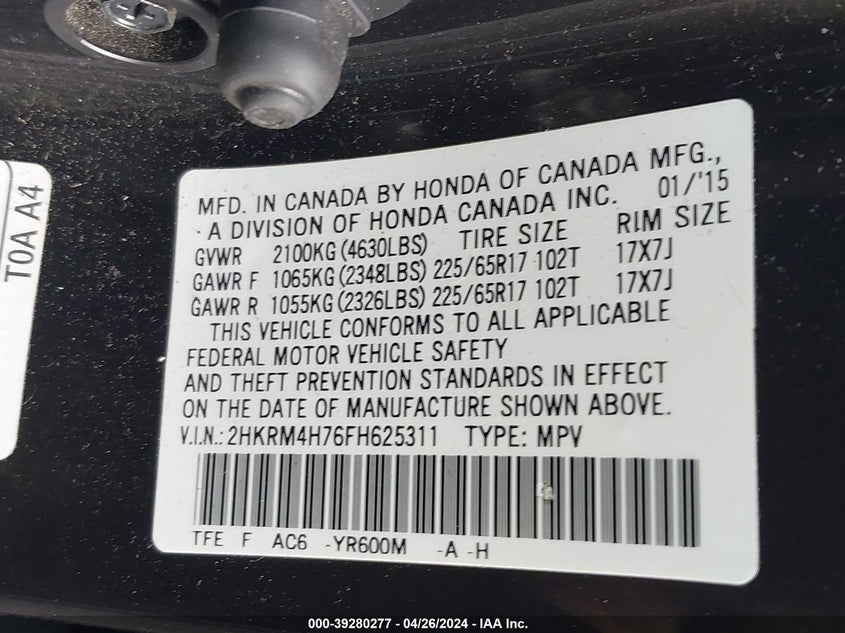 MFD. IN CANADA BY HONDA OF CANADA MFG.,
A DIVISION OF HONDA CANADA INC. 01/'15
GVWR 2100KG (4630LBS) TIRE SIZE RIM SIZE
GAWR F 1065KG (2348LBS) 225/65R17 102T 17X7J
GAWR R 1055KG (2326LBS) 225/65R17 102T 17X7J
THIS VEHICLE CONFORMS TO ALL APPLICABLE
FEDERAL MOTOR VEHICLE SAFETY
AND THEFT PREVENTION STANDARDS IN EFFECT
ON THE DATE OF MANUFACTURE SHOWN ABOVE.
V.I.N.: 2HKRM4H76FH625311 TYPE: MPV
TFE F AC6 -YR600M -A -H
T0A A4
000-39280277 - 04/26/2024 - IAA Inc.